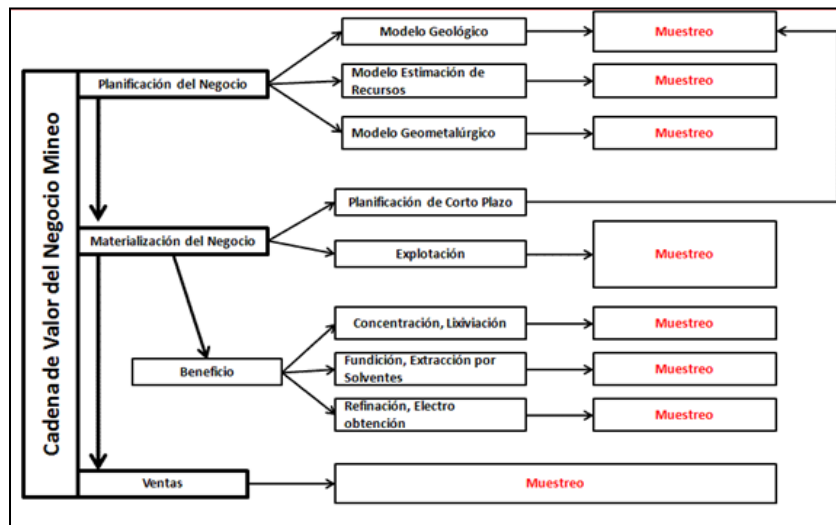 Cadena de Valor del Negocio Mineo
Planificación del Negocio
Modelo Geológico
Muestreo
Modelo Estimación de
Recursos
Muestreo
Modelo Geometalúrgico
Muestreo
Materialización del Negocio
Planificación de Corto Plazo
Explotación
Muestreo
Beneficio
Concentración, Lixiviación
Muestreo
Fundición, Extracción por
Solventes
Muestreo
Refinación, Electro
obtención
Muestreo
Ventas
Muestreo